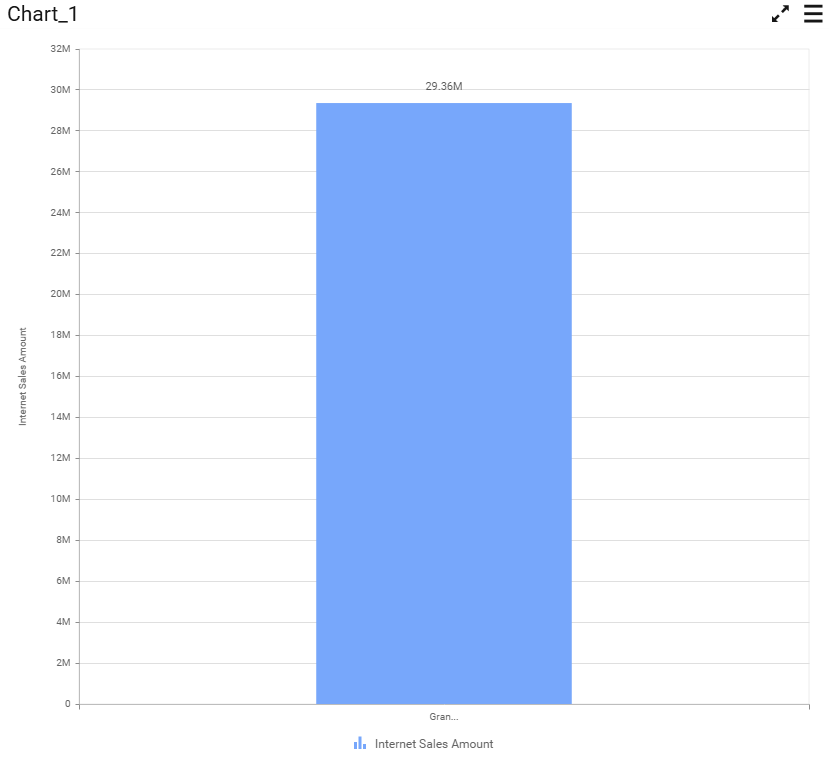 Chart_1
32M
29.36M
30M
28M
26M
24M
22M
20M
18M
Internet Sales Amount
16M
14M
12M
10M
8M
6M
4M
2M
0
Gran...
Internet Sales Amount